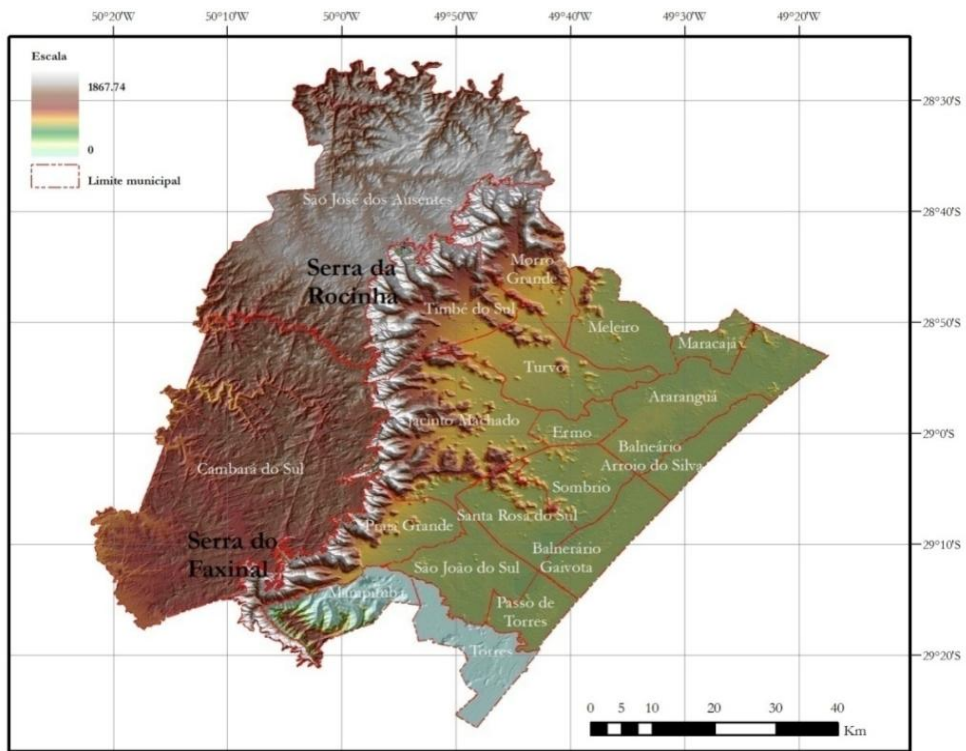 50°20'W
50°10'W
50°0'W
49°50'W
49°40'W
49°30'W
49°20'W
Escala
1867.74
0
Limite municipal
28°30'S
28°40'S
28°50'S
29°0'S
29°10'S
29°20'S
São José dos Ausentes
Serra da
Rocinha
Morro
Grande
Timbé do Sul
Meleiro
Maracajá
Turvo
Araranguá
Jacinto Machado
Ermo
Balneário
Arroio do Silva
Cambará do Sul
Sombrio
Santa Rosa do Sul
Praia Grande
Serra do
Faxinal
Balnerário
Gaivota
São João do Sul
Mampituba
Passo de
Torres
Torres
0 5 10 20 30 40
Km